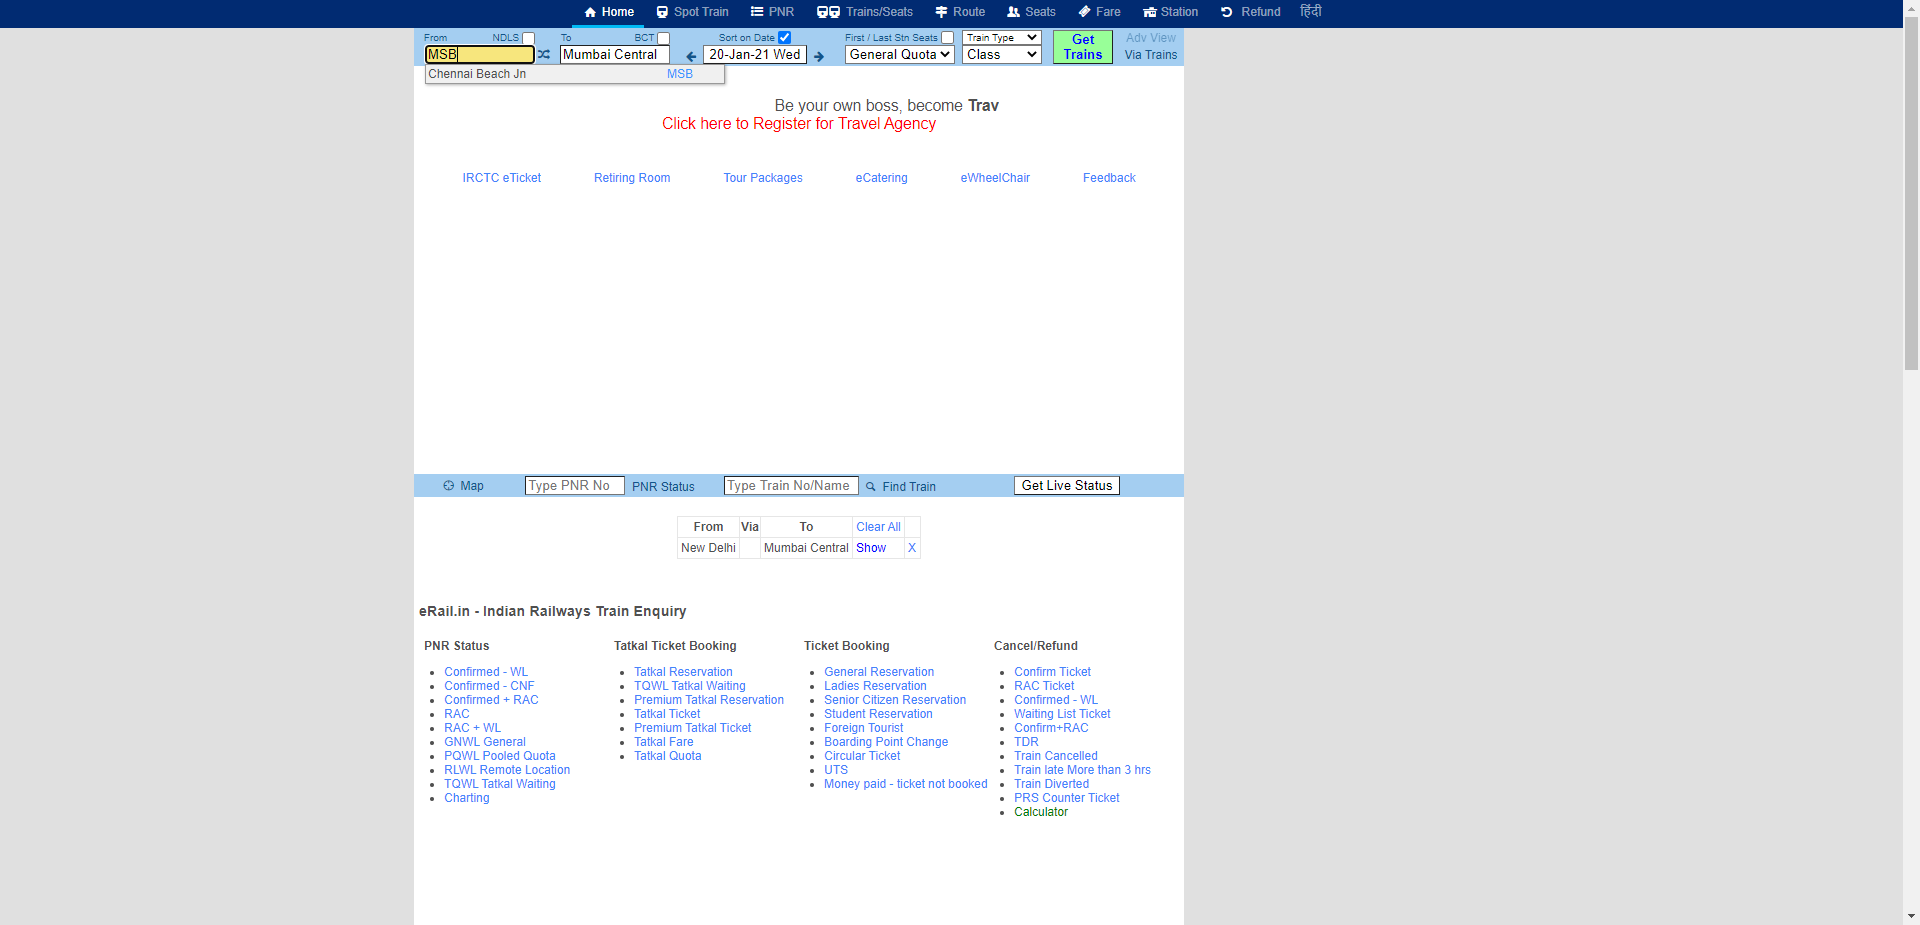 Home Spot Train PNR Trains/Seats Route Seats Fare Station Refund हिंदी
From NDLS To BCT Sort on Date First / Last Stn Seats Train Type Get Trains Adv View
MSB Mumbai Central 20-Jan-21 Wed General Quota Class Via Trains
Chennai Beach Jn MSB
Be your own boss, become Trav
Click here to Register for Travel Agency
IRCTC eTicket Retiring Room Tour Packages eCatering eWheelChair Feedback
Map Type PNR No PNR Status Type Train No/Name Find Train Get Live Status
From Via To Clear All
New Delhi Mumbai Central Show X
eRail.in - Indian Railways Train Enquiry
PNR Status
Confirmed - WL
Confirmed - CNF
Confirmed + RAC
RAC
RAC + WL
GNWL General
PQWL Pooled Quota
RLWL Remote Location
TQWL Tatkal Waiting
Charting
Tatkal Ticket Booking
Tatkal Reservation
TQWL Tatkal Waiting
Premium Tatkal Reservation
Tatkal Ticket
Premium Tatkal Ticket
Tatkal Fare
Tatkal Quota
Ticket Booking
General Reservation
Ladies Reservation
Senior Citizen Reservation
Student Reservation
Foreign Tourist
Boarding Point Change
Circular Ticket
UTS
Money paid - ticket not booked
Cancel/Refund
Confirm Ticket
RAC Ticket
Confirmed - WL
Waiting List Ticket
Confirm+RAC
TDR
Train Cancelled
Train late More than 3 hrs
Train Diverted
PRS Counter Ticket
Calculator